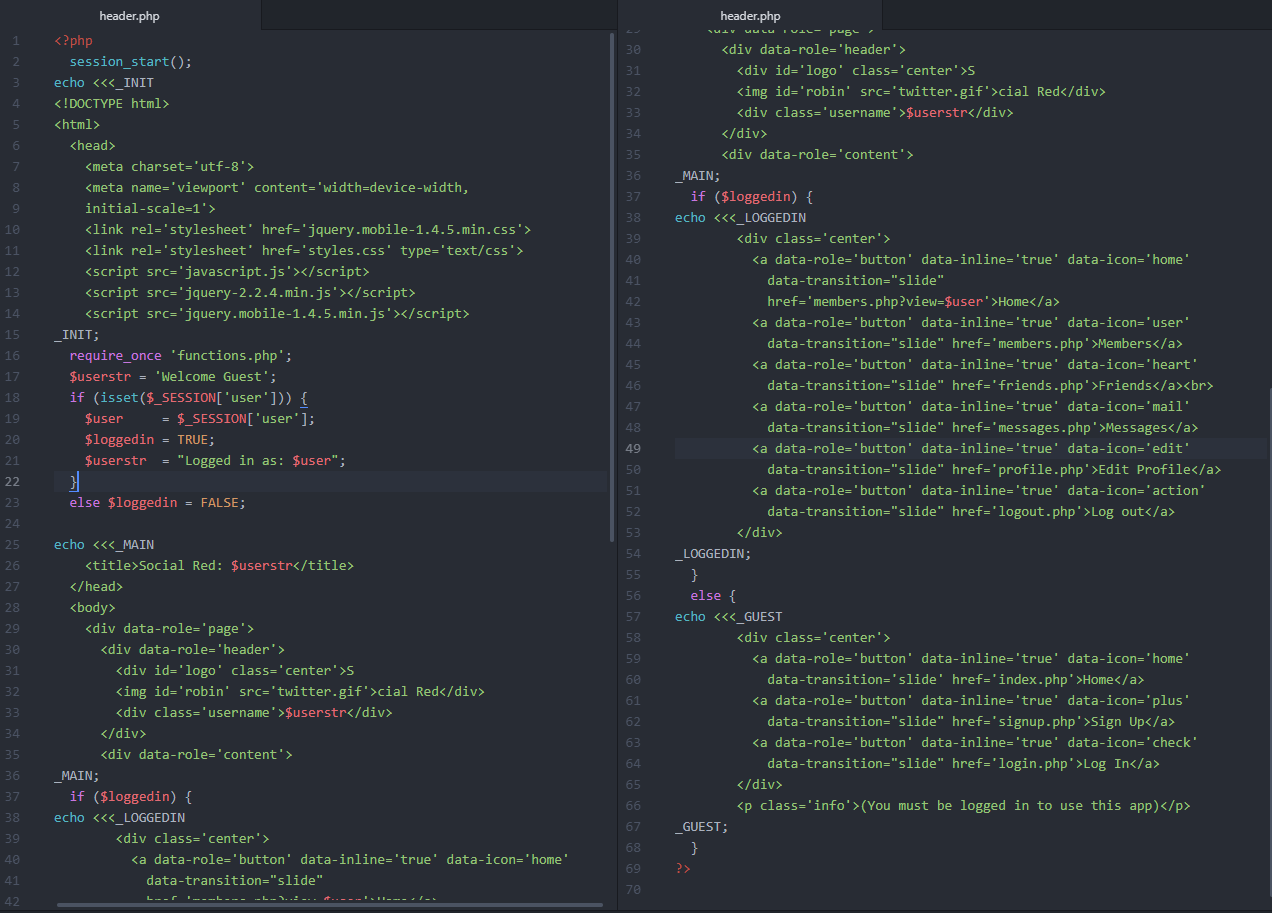 header.php
1 <?php
2   session_start();
3 echo <<<_INIT
4 <!DOCTYPE html>
5 <html>
6   <head>
7     <meta charset='utf-8'>
8     <meta name='viewport' content='width=device-width,
9     initial-scale=1'>
10     <link rel='stylesheet' href='jquery.mobile-1.4.5.min.css'>
11     <link rel='stylesheet' href='styles.css' type='text/css'>
12     <script src='javascript.js'></script>
13     <script src='jquery-2.2.4.min.js'></script>
14     <script src='jquery.mobile-1.4.5.min.js'></script>
15 _INIT;
16   require_once 'functions.php';
17   $userstr = 'Welcome Guest';
18   if (isset($_SESSION['user'])) {
19     $user     = $_SESSION['user'];
20     $loggedin = TRUE;
21     $userstr  = "Logged in as: $user";
22   }
23   else $loggedin = FALSE;
24
25 echo <<<_MAIN
26     <title>Social Red: $userstr</title>
27   </head>
28   <body>
29     <div data-role='page'>
30       <div data-role='header'>
31         <div id='logo' class='center'>S
32         <img id='robin' src='twitter.gif'>cial Red</div>
33         <div class='username'>$userstr</div>
34       </div>
35       <div data-role='content'>
36 _MAIN;
37   if ($loggedin) {
38 echo <<<_LOGGEDIN
39         <div class='center'>
40           <a data-role='button' data-inline='true' data-icon='home'
41             data-transition="slide"
42             href='members.php?view=$user'>Home</a>
header.php
29     <div data-role='page'>
30       <div data-role='header'>
31         <div id='logo' class='center'>S
32         <img id='robin' src='twitter.gif'>cial Red</div>
33         <div class='username'>$userstr</div>
34       </div>
35       <div data-role='content'>
36 _MAIN;
37   if ($loggedin) {
38 echo <<<_LOGGEDIN
39         <div class='center'>
40           <a data-role='button' data-inline='true' data-icon='home'
41             data-transition="slide"
42             href='members.php?view=$user'>Home</a>
43           <a data-role='button' data-inline='true' data-icon='user'
44             data-transition="slide" href='members.php'>Members</a>
45           <a data-role='button' data-inline='true' data-icon='heart'
46             data-transition="slide" href='friends.php'>Friends</a><br>
47           <a data-role='button' data-inline='true' data-icon='mail'
48             data-transition="slide" href='messages.php'>Messages</a>
49           <a data-role='button' data-inline='true' data-icon='edit'
50             data-transition="slide" href='profile.php'>Edit Profile</a>
51           <a data-role='button' data-inline='true' data-icon='action'
52             data-transition="slide" href='logout.php'>Log out</a>
53         </div>
54 _LOGGEDIN;
55   }
56   else {
57 echo <<<_GUEST
58         <div class='center'>
59           <a data-role='button' data-inline='true' data-icon='home'
60             data-transition='slide' href='index.php'>Home</a>
61           <a data-role='button' data-inline='true' data-icon='plus'
62             data-transition="slide" href='signup.php'>Sign Up</a>
63           <a data-role='button' data-inline='true' data-icon='check'
64             data-transition="slide" href='login.php'>Log In</a>
65         </div>
66         <p class='info'>(You must be logged in to use this app)</p>
67 _GUEST;
68   }
69 ?>
70